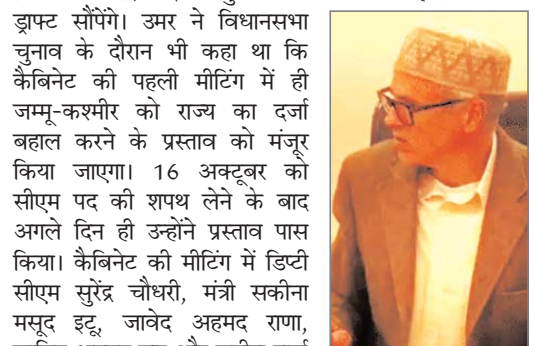 ड्राफ्ट सौंपेंगे। उमर ने विधानसभा
चुनाव के दौरान भी कहा था कि
कैबिनेट की पहली मीटिंग में ही
जम्मू-कश्मीर को राज्य का दर्जा
बहाल करने के प्रस्ताव को मंजूर
किया जाएगा। 16 अक्टूबर को
सीएम पद की शपथ लेने के बाद
अगले दिन ही उन्होंने प्रस्ताव पास
किया। कैबिनेट की मीटिंग में डिप्टी
सीएम सुरेंद्र चौधरी, मंत्री सकीना
मसूद इटू, जावेद अहमद राणा,